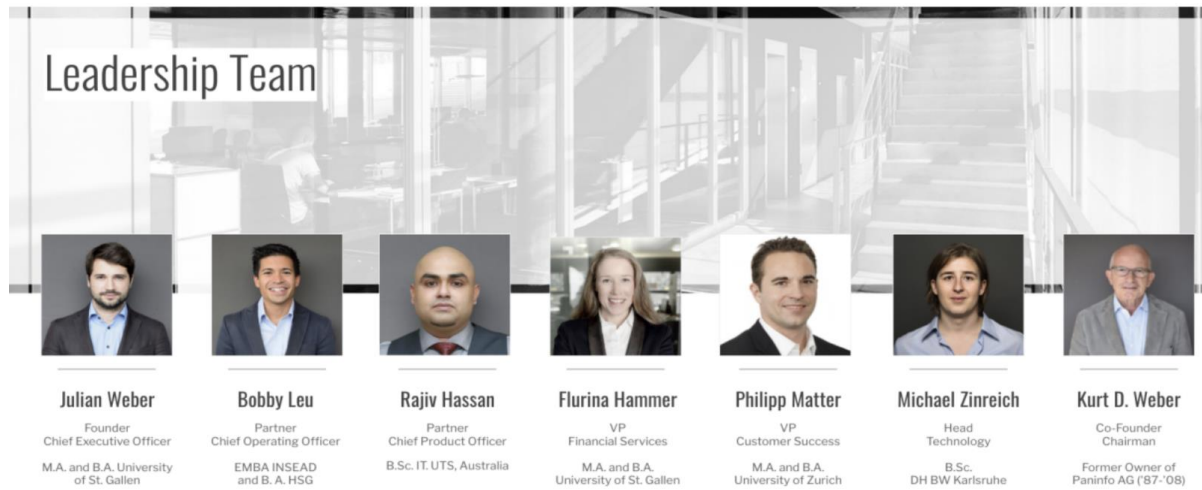 Leadership Team
Julian Weber
Founder
Chief Executive Officer
M.A. and B.A. University
of St. Gallen
Bobby Leu
Partner
Chief Operating Officer
EMBA INSEAD
and B. A. HSG
Rajiv Hassan
Partner
Chief Product Officer
B.Sc. IT. UTS, Australia
Flurina Hammer
VP
Financial Services
M.A. and B.A.
University of St. Gallen
Philipp Matter
VP
Customer Success
M.A. and B.A.
University of Zurich
Michael Zinreich
Head
Technology
B.Sc.
DH BW Karlsruhe
Kurt D. Weber
Co-Founder
Chairman
Former Owner of
Paninfo AG ('87-'08)